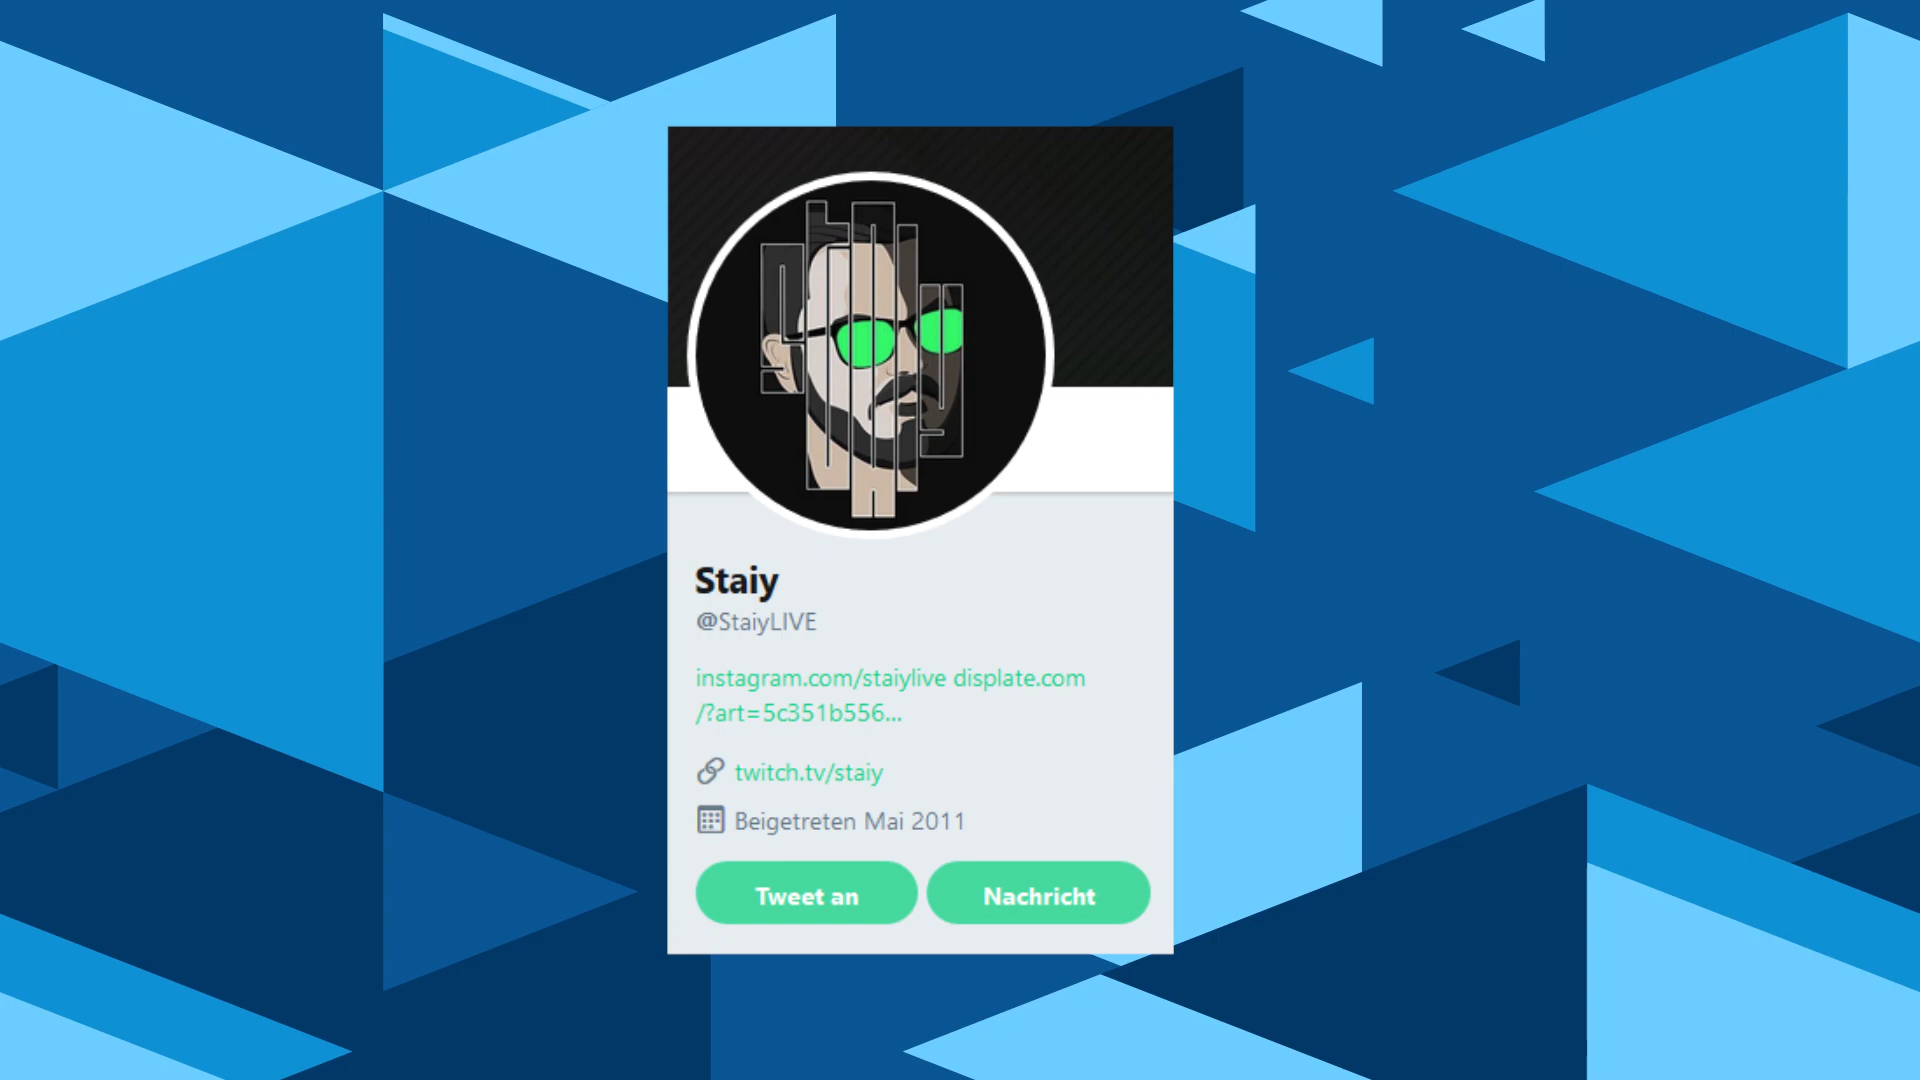 Staiy
@StaiyLIVE
instagram.com/staiylive displate.com
/?art=5c351b556...
twitch.tv/staiy
Beigetreten Mai 2011
Tweet an
Nachricht